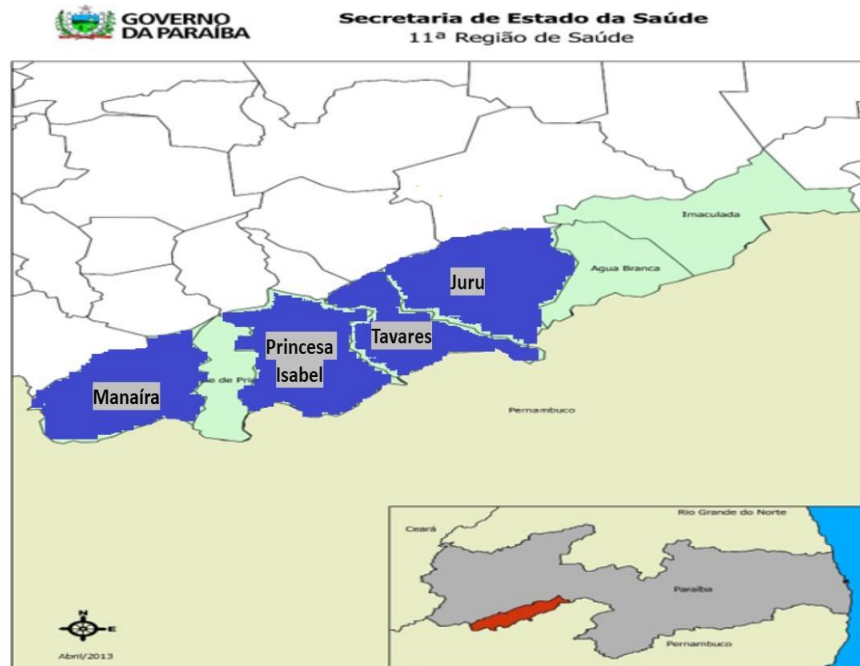 GOVERNO
DA PARAÍBA
Secretaria de Estado da Saúde
11ª Região de Saúde
Imaculada
Agua Branca
Juru
Tavares
Princesa
Isabel
de
Manaíra
Pernambuco
Rio Grande do Norte
Ceará
Paraíba
Pernambuco
N
E
Abril/2013